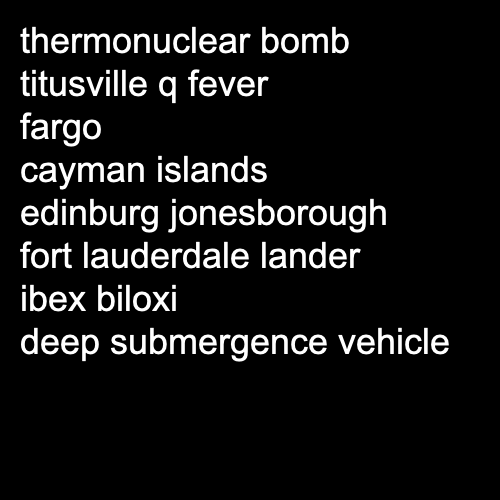 thermonuclear bomb
titusville q fever
fargo
cayman islands
edinburg jonesborough
fort lauderdale lander
ibex biloxi
deep submergence vehicle